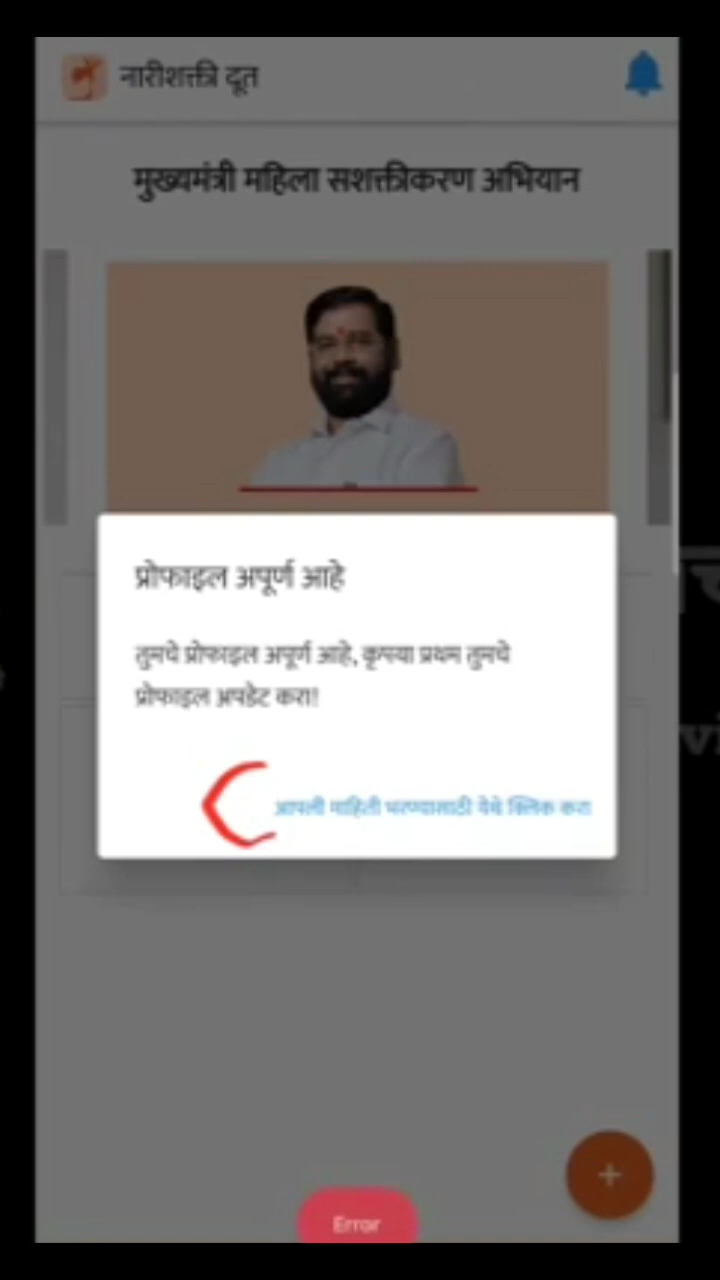 नारीशक्ती दूत
मुख्यमंत्री महिला सशक्तीकरण अभियान
प्रोफाइल अपूर्ण आहे
तुमचे प्रोफाइल अपूर्ण आहे, कृपया प्रथम तुमचे
प्रोफाइल अपडेट करा!
आपली माहिती भरण्यासाठी येथे क्लिक करा
Error